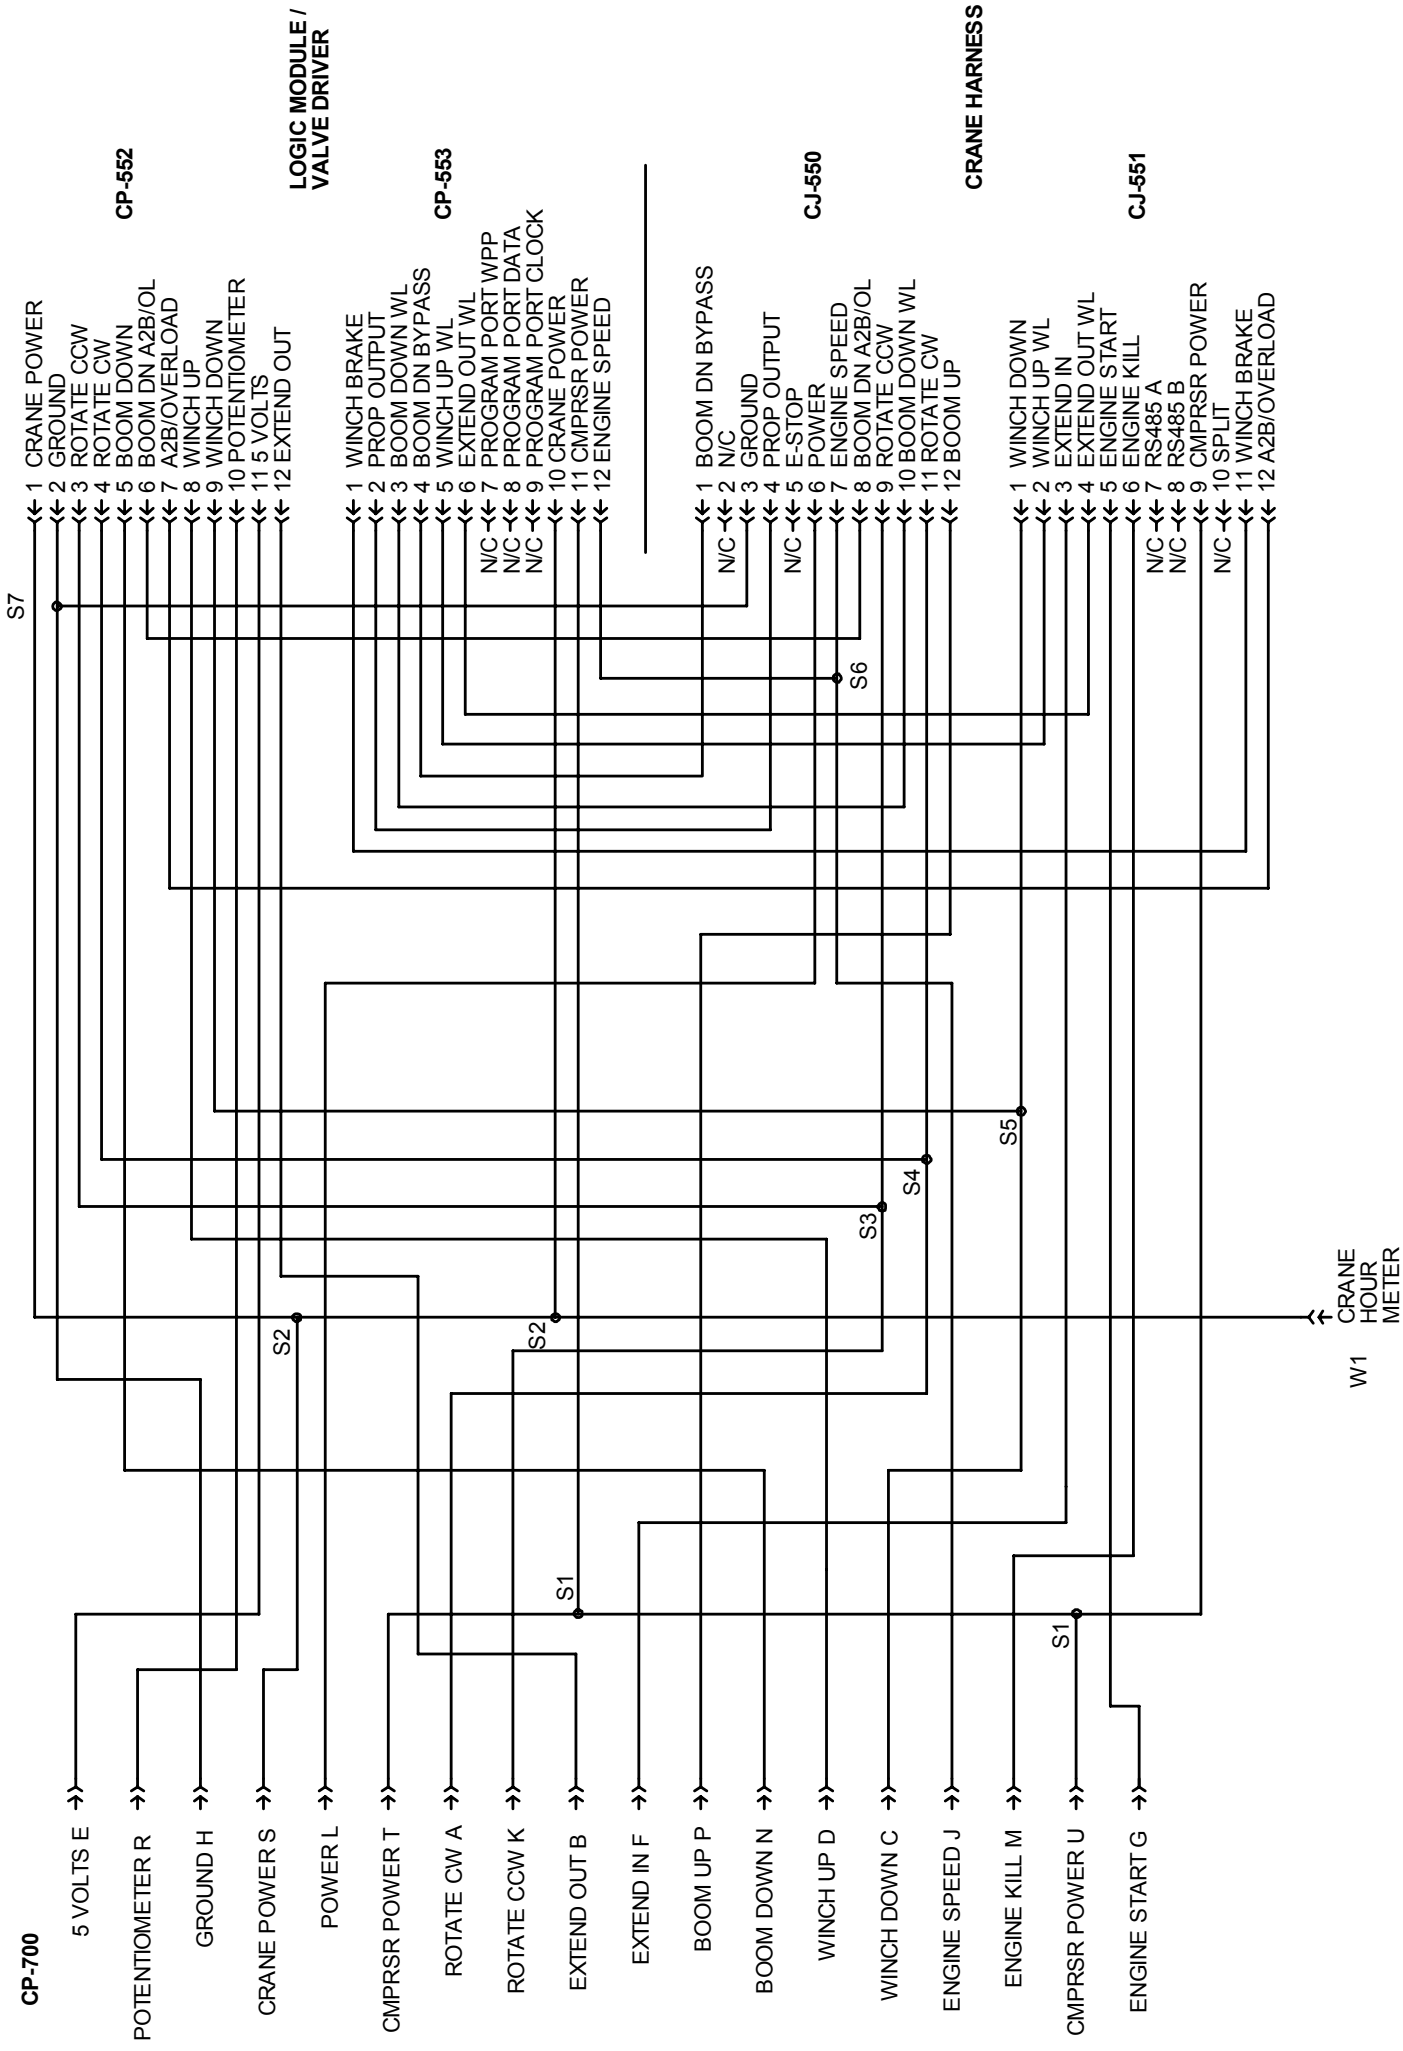 CP-700
5 VOLTS E
POTENTIOMETER R
GROUND H
CRANE POWER S
POWER L
CMPRSR POWER T
ROTATE CW A
ROTATE CCW K
EXTEND OUT B
EXTEND IN F
BOOM UP P
BOOM DOWN N
WINCH UP D
WINCH DOWN C
ENGINE SPEED J
ENGINE KILL M
CMPRSR POWER U
ENGINE START G
S1
S1
S2
S2
S3
S4
S5
S6
S7
W1
CRANE
HOUR
METER
CP-552
1 CRANE POWER
2 GROUND
3 ROTATE CCW
4 ROTATE CW
5 BOOM DOWN
6 BOOM DN A2B/OL
7 A2B/OVERLOAD
8 WINCH UP
9 WINCH DOWN
10 POTENTIOMETER
11 5 VOLTS
12 EXTEND OUT
LOGIC MODULE /
VALVE DRIVER
CP-553
1 WINCH BRAKE
2 PROP OUTPUT
3 BOOM DOWN WL
4 BOOM DN BYPASS
5 WINCH UP WL
6 EXTEND OUT WL
N/C 7 PROGRAM PORT WPP
N/C 8 PROGRAM PORT DATA
N/C 9 PROGRAM PORT CLOCK
10 CRANE POWER
11 CMPRSR POWER
12 ENGINE SPEED
CJ-550
1 BOOM DN BYPASS
N/C 2 N/C
3 GROUND
4 PROP OUTPUT
N/C 5 E-STOP
6 POWER
7 ENGINE SPEED
8 BOOM DN A2B/OL
9 ROTATE CCW
10 BOOM DOWN WL
11 ROTATE CW
12 BOOM UP
CRANE HARNESS
CJ-551
1 WINCH DOWN
2 WINCH UP WL
3 EXTEND IN
4 EXTEND OUT WL
5 ENGINE START
6 ENGINE KILL
N/C 7 RS485 A
N/C 8 RS485 B
9 CMPRSR POWER
N/C 10 SPLIT
11 WINCH BRAKE
12 A2B/OVERLOAD